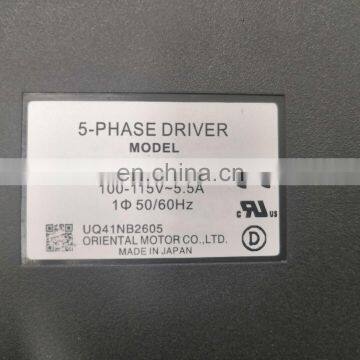 5-PHASE DRIVER
MODEL
en.china.cn
100-115V~5.5A
1Φ 50/60Hz
c us
UQ41NB2605
ORIENTAL MOTOR CO.,LTD.
MADE IN JAPAN
D